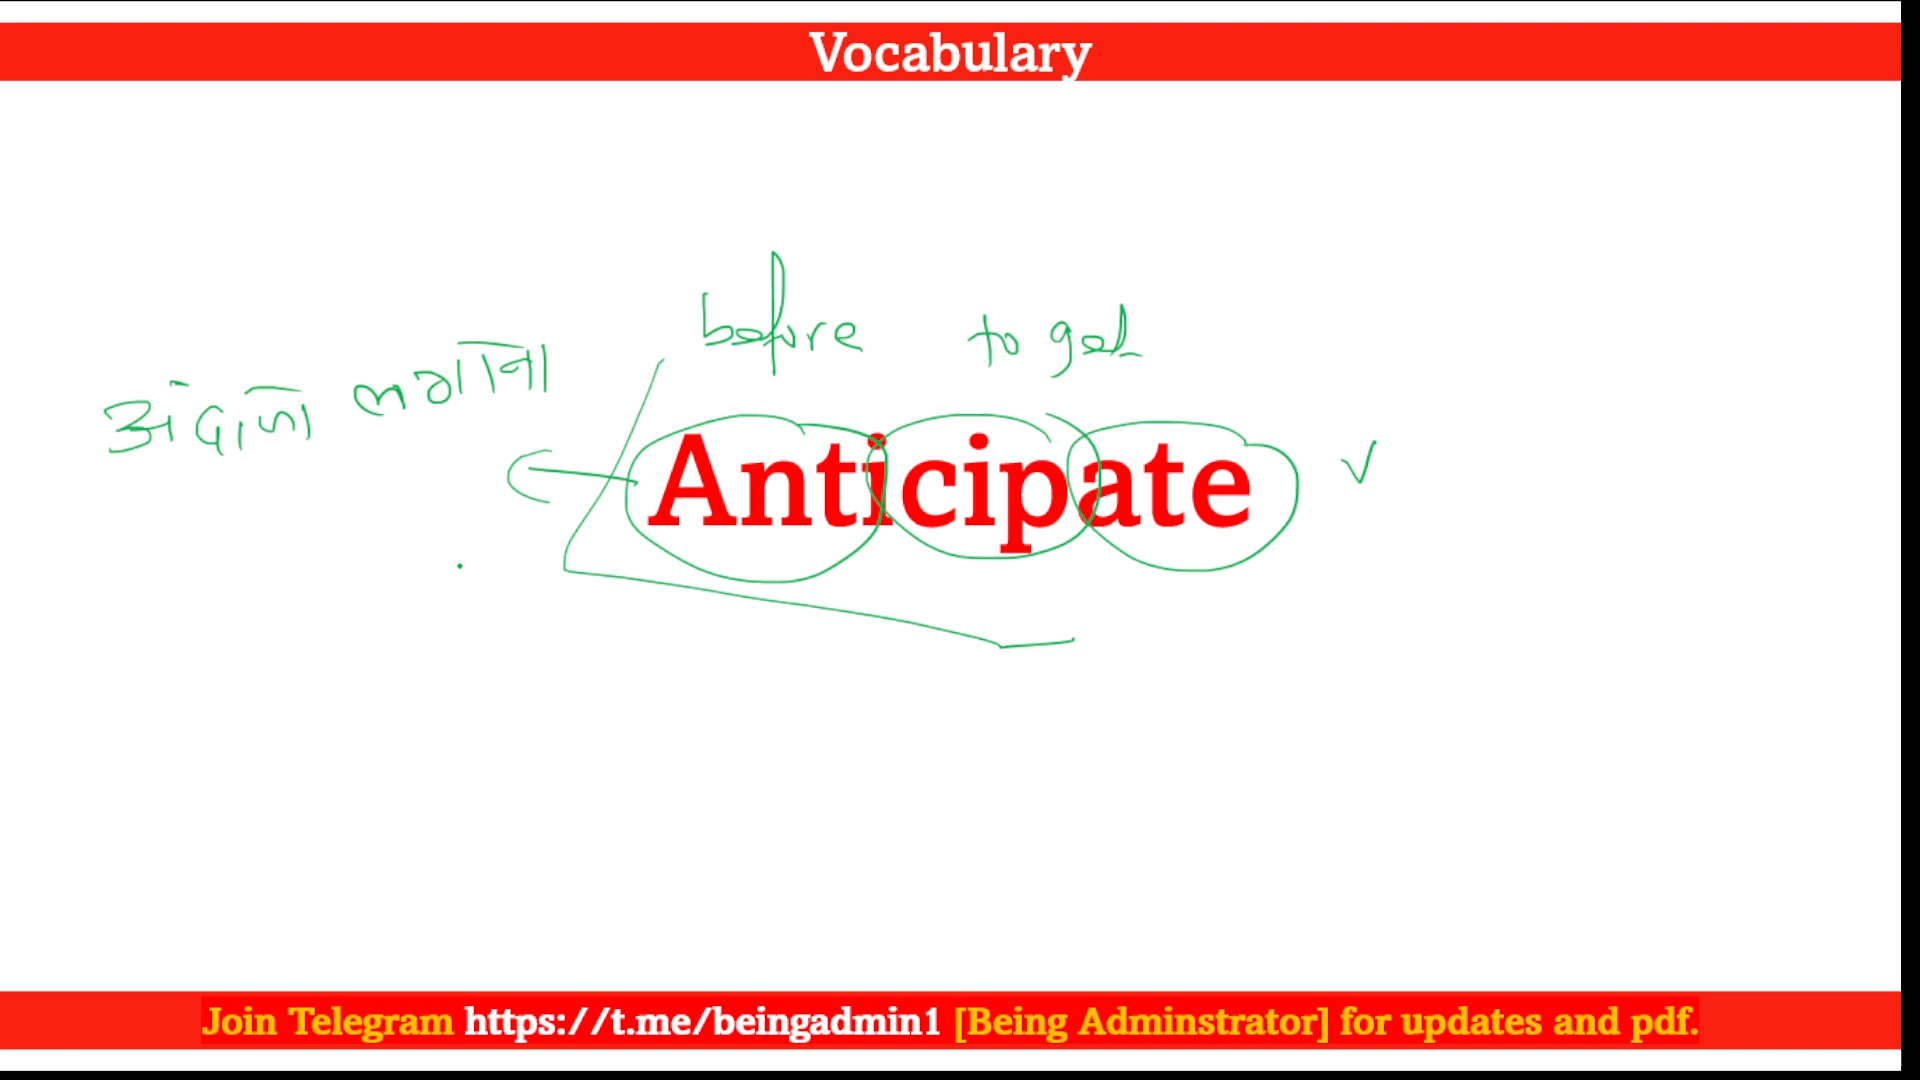 Vocabulary
before to get
अंदाजा लगाना
Anticipate
Join Telegram https://t.me/beingadmin1 [Being Adminstrator] for updates and pdf.